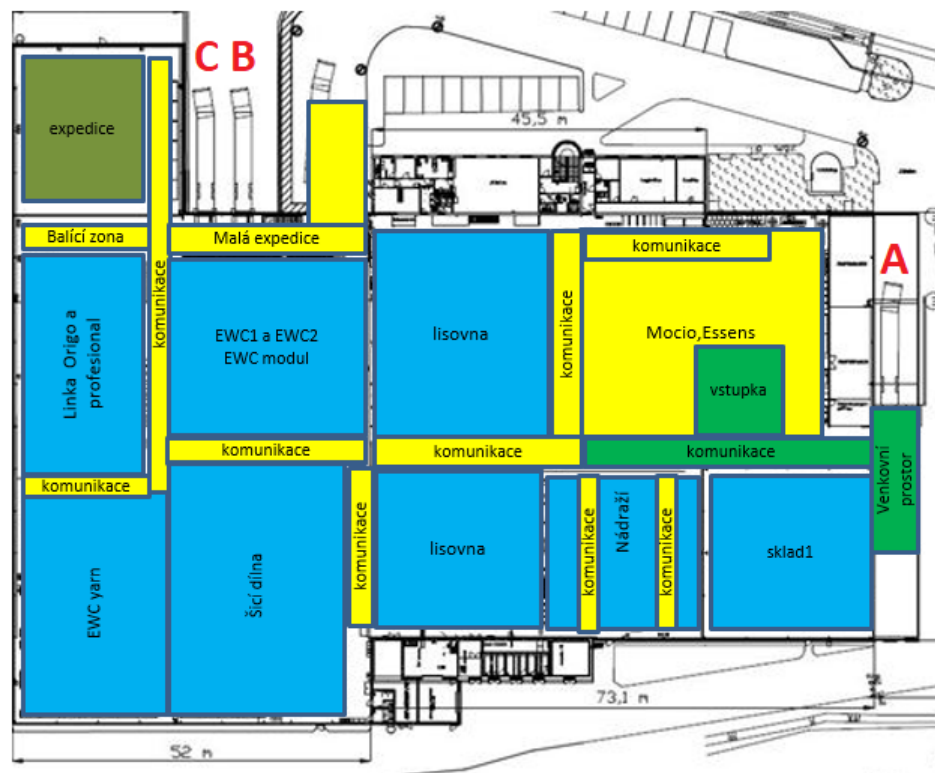 C B
45,5 m
expedice
A
Balící zona
Malá expedice
komunikace
komunikace
Linka Origo a
profesional
EWC1 a EWC2
EWC modul
lisovna
komunikace
Mocio,Essens
vstupka
komunikace
komunikace
komunikace
Venkovní
prostor
komunikace
EWC yarn
Šicí dílna
komunikace
lisovna
komunikace
Nádraží
komunikace
sklad1
73,1 m
52 m